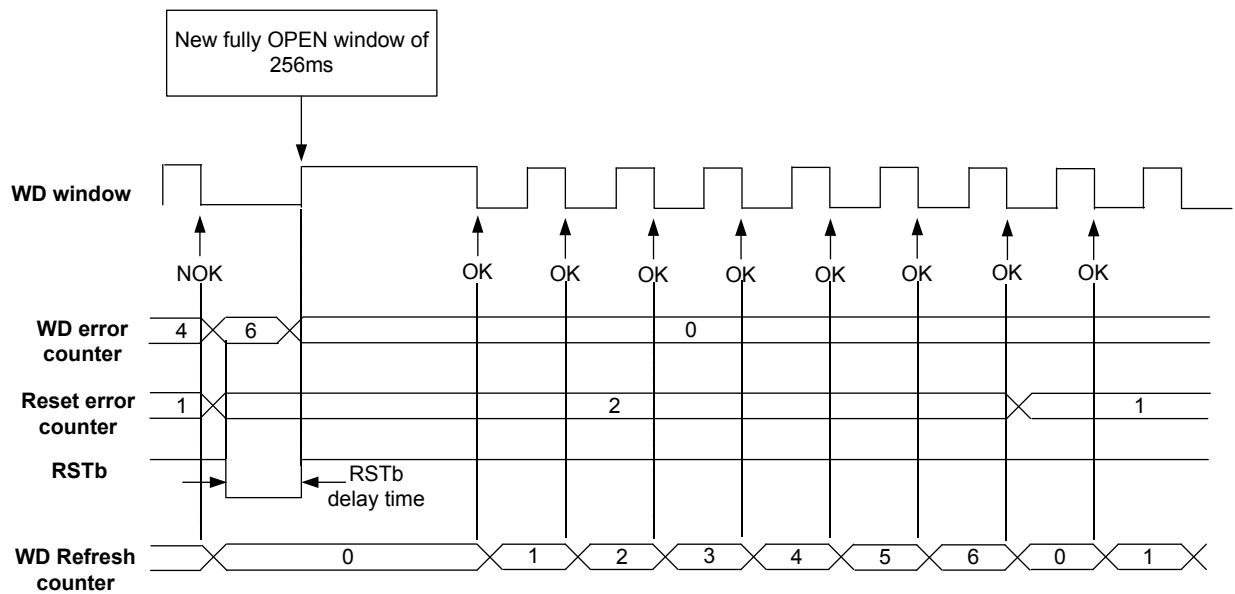 New fully OPEN window of
256ms
WD window
NOK
OK
OK
OK
OK
OK
OK
OK
OK
WD error
counter
4
6
0
Reset error
counter
1
2
1
RSTb
RSTb
delay time
WD Refresh
counter
0
1
2
3
4
5
6
0
1